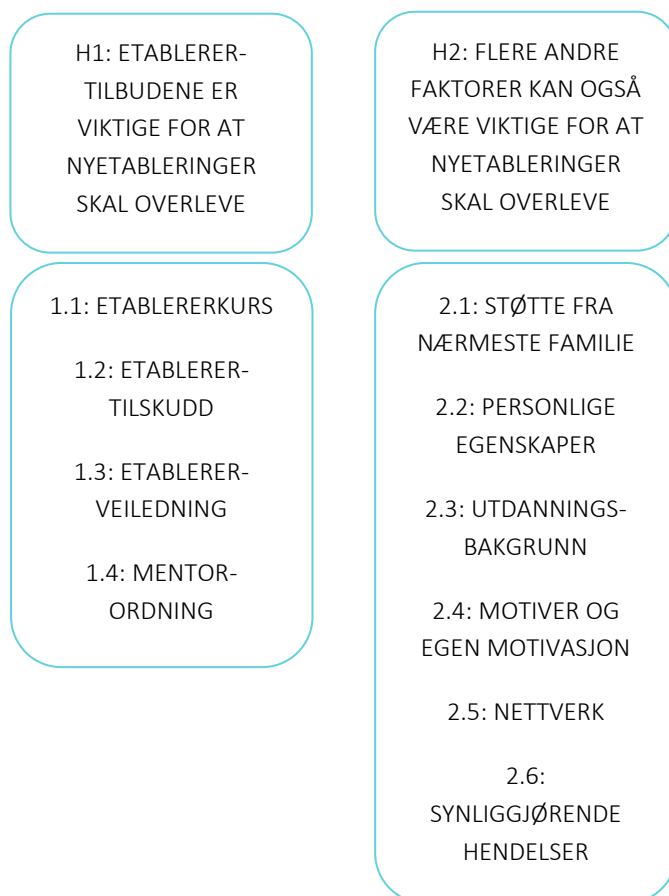 H1: ETABLERER-
TILBUDENE ER
VIKTIGE FOR AT
NYETABLERINGER
SKAL OVERLEVE
1.1: ETABLERERKURS
1.2: ETABLERER-
TILSKUDD
1.3: ETABLERER-
VEILEDNING
1.4: MENTOR-
ORDNING
H2: FLERE ANDRE
FAKTORER KAN OGSÅ
VÆRE VIKTIGE FOR AT
NYETABLERINGER
SKAL OVERLEVE
2.1: STØTTE FRA
NÆRMESTE FAMILIE
2.2: PERSONLIGE
EGENSKAPER
2.3: UTDANNINGS-
BAKGRUNN
2.4: MOTIVER OG
EGEN MOTIVASJON
2.5: NETTVERK
2.6:
SYNLIGGJØRENDE
HENDELSER